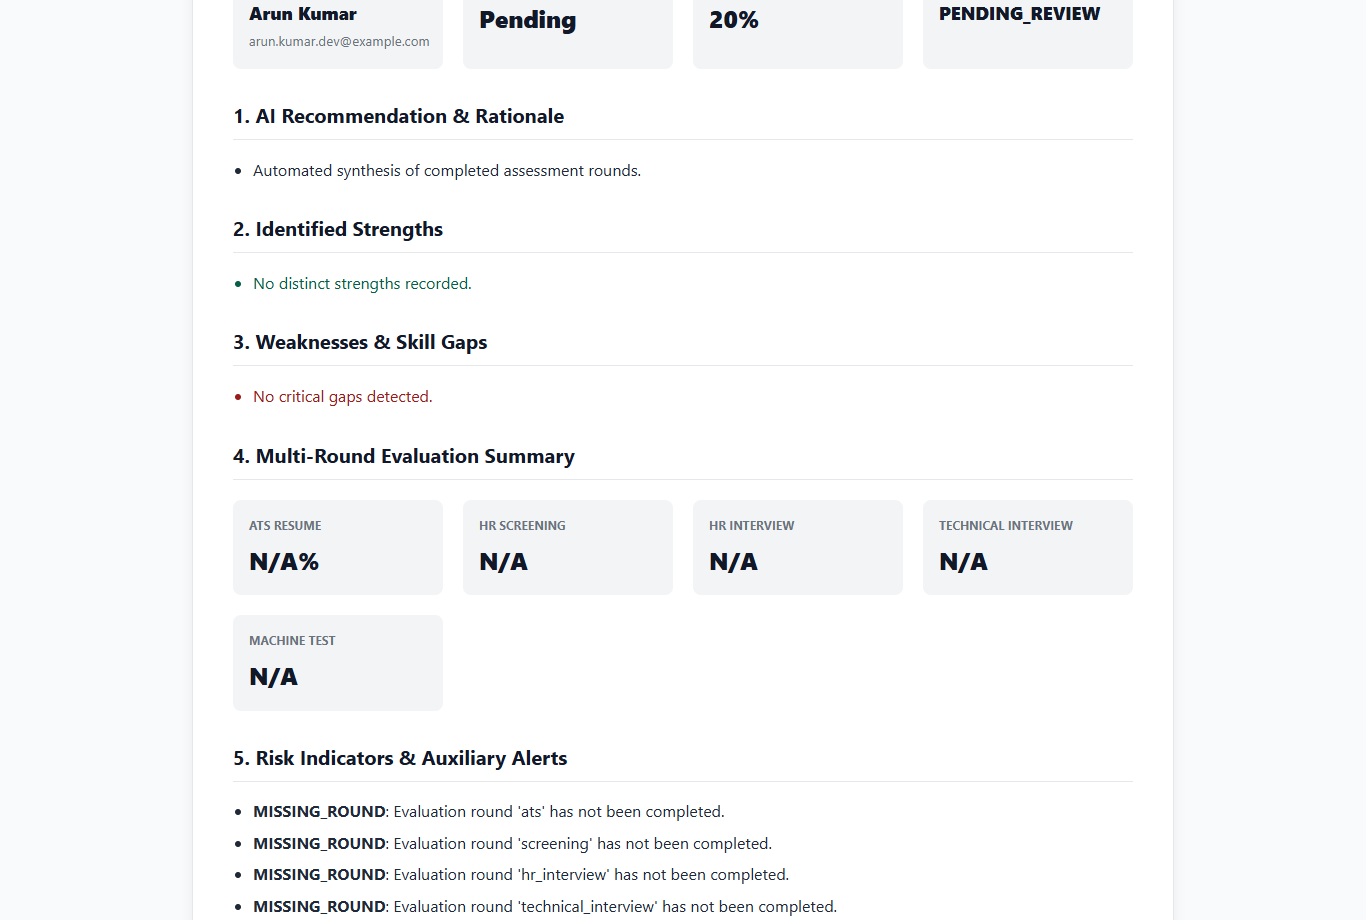 Arun Kumar
arun.kumar.dev@example.com
Pending
20%
PENDING_REVIEW
1. AI Recommendation & Rationale
• Automated synthesis of completed assessment rounds.
2. Identified Strengths
• No distinct strengths recorded.
3. Weaknesses & Skill Gaps
• No critical gaps detected.
4. Multi-Round Evaluation Summary
ATS RESUME
N/A%
HR SCREENING
N/A
HR INTERVIEW
N/A
TECHNICAL INTERVIEW
N/A
MACHINE TEST
N/A
5. Risk Indicators & Auxiliary Alerts
• MISSING_ROUND: Evaluation round 'ats' has not been completed.
• MISSING_ROUND: Evaluation round 'screening' has not been completed.
• MISSING_ROUND: Evaluation round 'hr_interview' has not been completed.
• MISSING_ROUND: Evaluation round 'technical_interview' has not been completed.